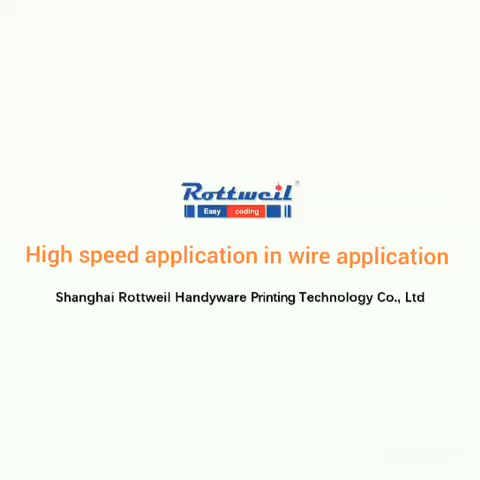 Rottweil®
Easy coding
High speed application in wire application
Shanghai Rottweil Handyware Printing Technology Co., Ltd